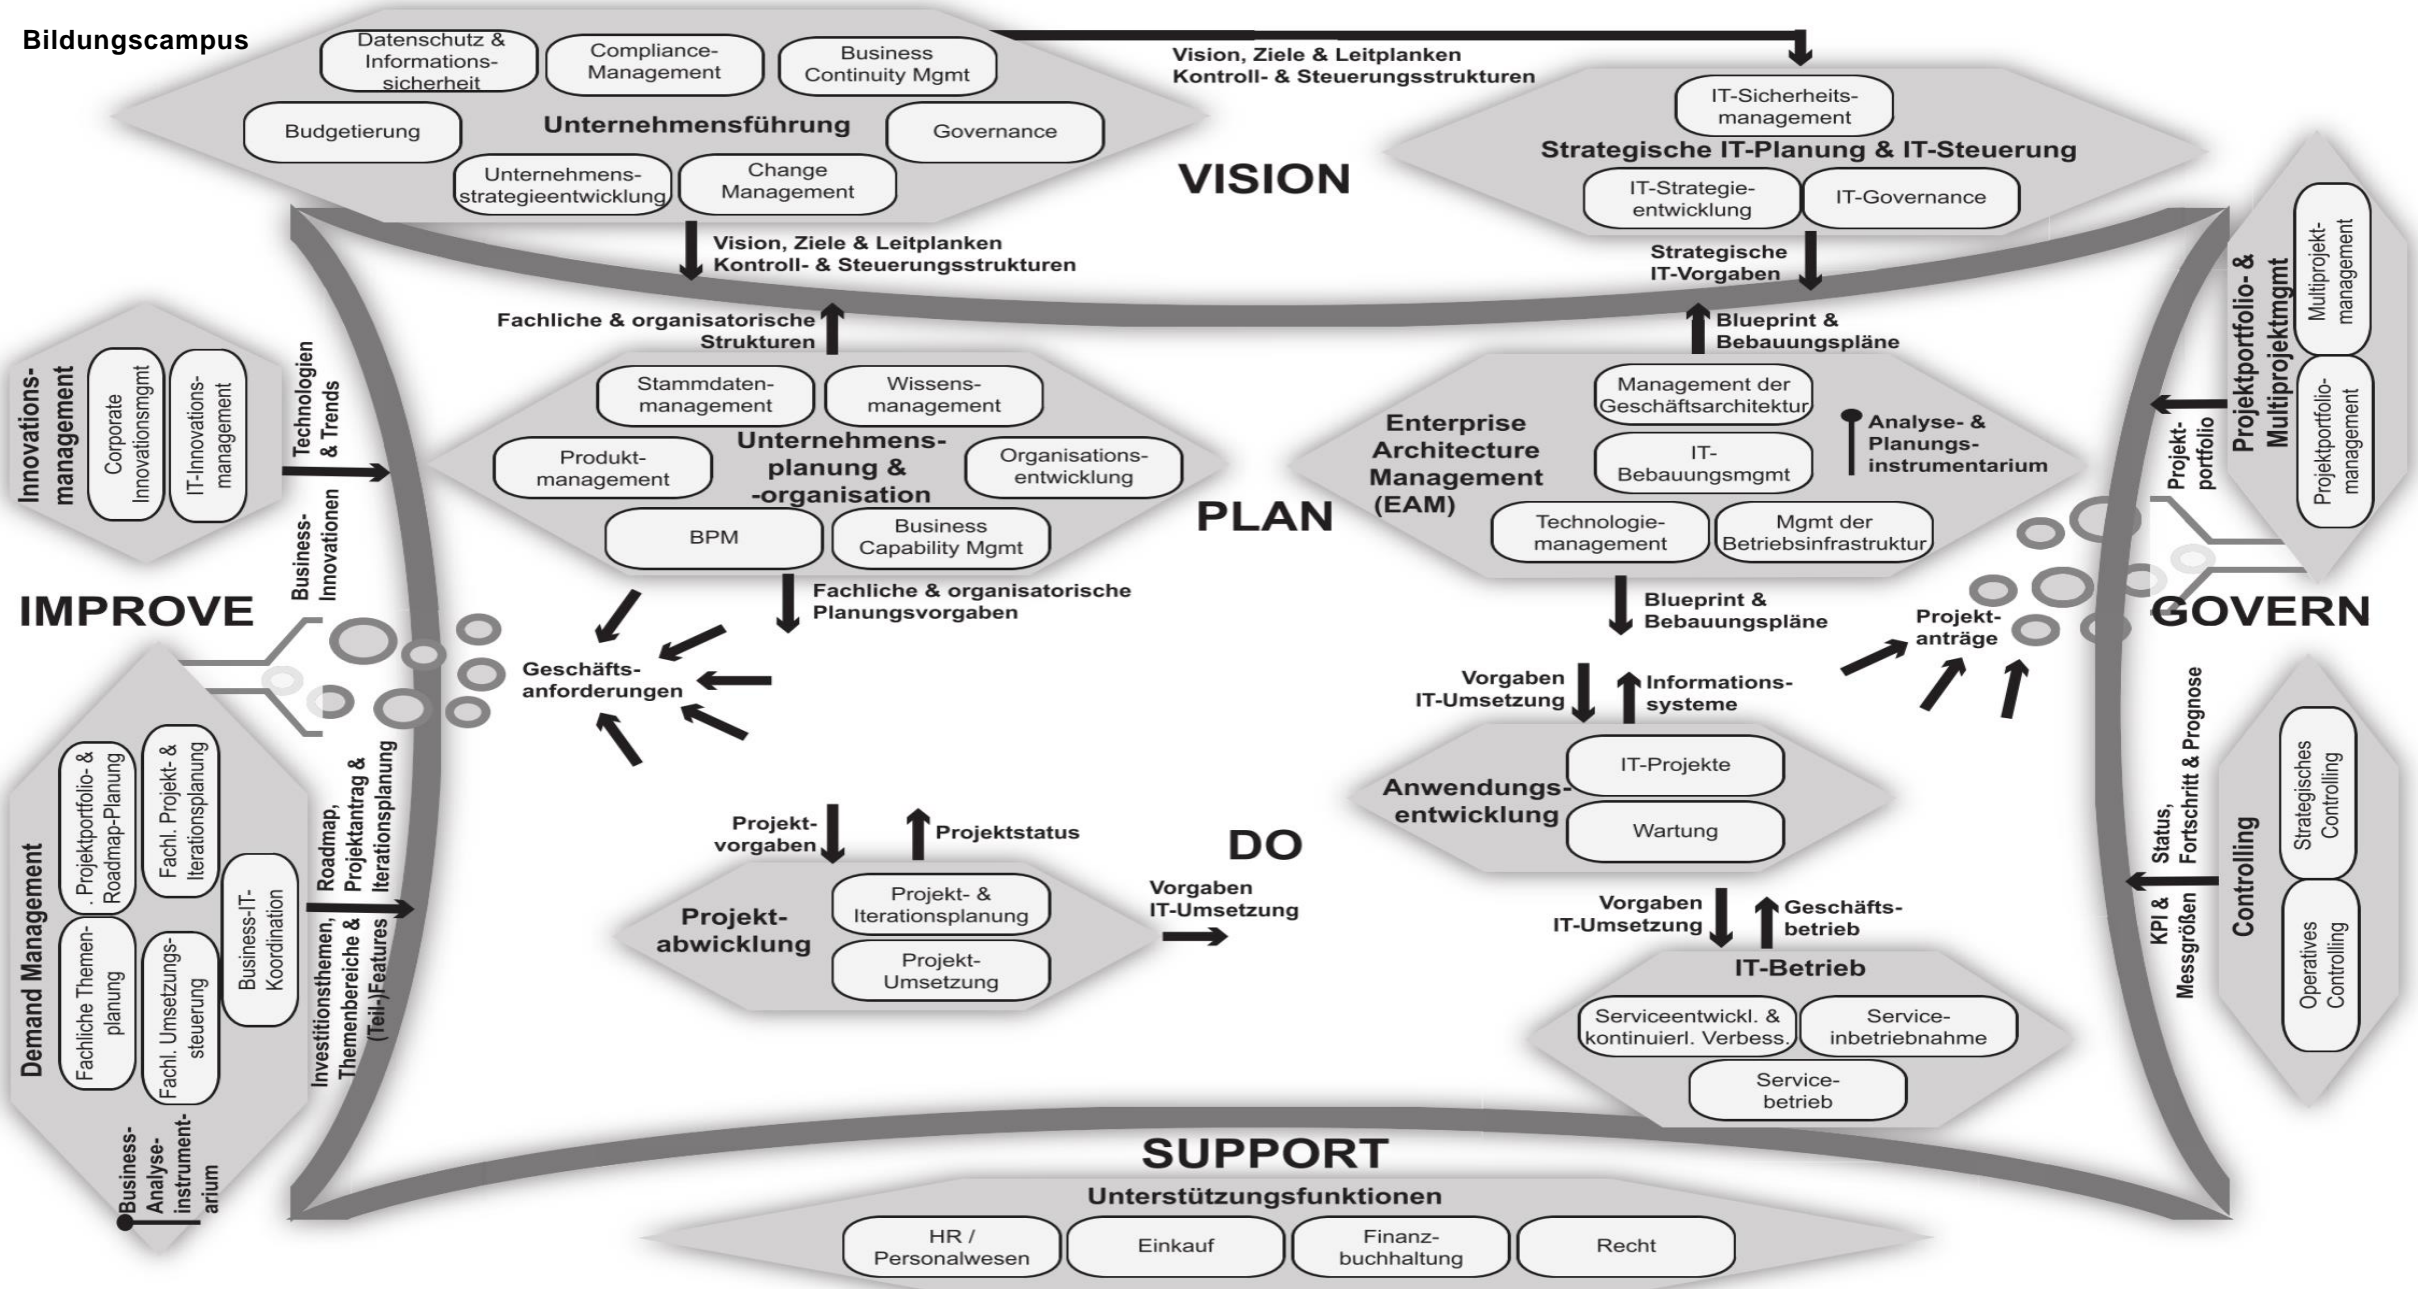 Bildungscampus
Datenschutz &
Informations-
sicherheit
Compliance-
Management
Business
Continuity Mgmt
Budgetierung
Unternehmensführung
Governance
Unternehmens-
strategieentwicklung
Change
Management
Vision, Ziele & Leitplanken
Kontroll- & Steuerungsstrukturen
IT-Sicherheits-
management
Strategische IT-Planung & IT-Steuerung
IT-Strategie-
entwicklung
IT-Governance
VISION
Vision, Ziele & Leitplanken
Kontroll- & Steuerungsstrukturen
Strategische
IT-Vorgaben
Fachliche & organisatorische
Strukturen
Blueprint &
Bebauungspläne
Innovations-
management
Corporate
Innovationsmgmt
IT-Innovations-
management
Technologien
& Trends
Business-
Innovationen
Stammdaten-
management
Wissens-
management
Produkt-
management
Unternehmens-
planung &
-organisation
Organisations-
entwicklung
BPM
Business
Capability Mgmt
PLAN
Enterprise
Architecture
Management
(EAM)
Management der
Geschäftsarchitektur
IT-
Bebauungsmgmt
Technologie-
management
Mgmt der
Betriebsinfrastruktur
Analyse- &
Planungs-
instrumentarium
Projektportfolio- &
Multiprojektmgmt
Multiprojekt-
management
Projektportfolio-
management
Projekt-
portfolio
IMPROVE
Fachliche & organisatorische
Planungsvorgaben
Geschäfts-
anforderungen
Blueprint &
Bebauungspläne
Projekt-
anträge
GOVERN
Vorgaben
IT-Umsetzung
Informations-
systeme
Anwendungs-
entwicklung
IT-Projekte
Wartung
Demand Management
. Projektportfolio- &
Roadmap-Planung
Fachl. Projekt- &
Iterationsplanung
Fachliche Themen-
planung
Fachl. Umsetzungs-
steuerung
Business-IT-
Koordination
Roadmap,
Projektantrag &
Iterationsplanung
Investitionsthemen,
Themenbereiche &
(Teil-)Features
Business-
Analyse-
instrument-
arium
Projekt-
vorgaben
Projektstatus
Projekt-
abwicklung
Projekt- &
Iterationsplanung
Projekt-
Umsetzung
DO
Vorgaben
IT-Umsetzung
Vorgaben
IT-Umsetzung
Geschäfts-
betrieb
IT-Betrieb
Serviceentwickl. &
kontinuierl. Verbess.
Service-
inbetriebnahme
Service-
betrieb
Status,
Fortschritt & Prognose
KPI &
Messgrößen
Controlling
Strategisches
Controlling
Operatives
Controlling
SUPPORT
Unterstützungsfunktionen
HR /
Personalwesen
Einkauf
Finanz-
buchhaltung
Recht